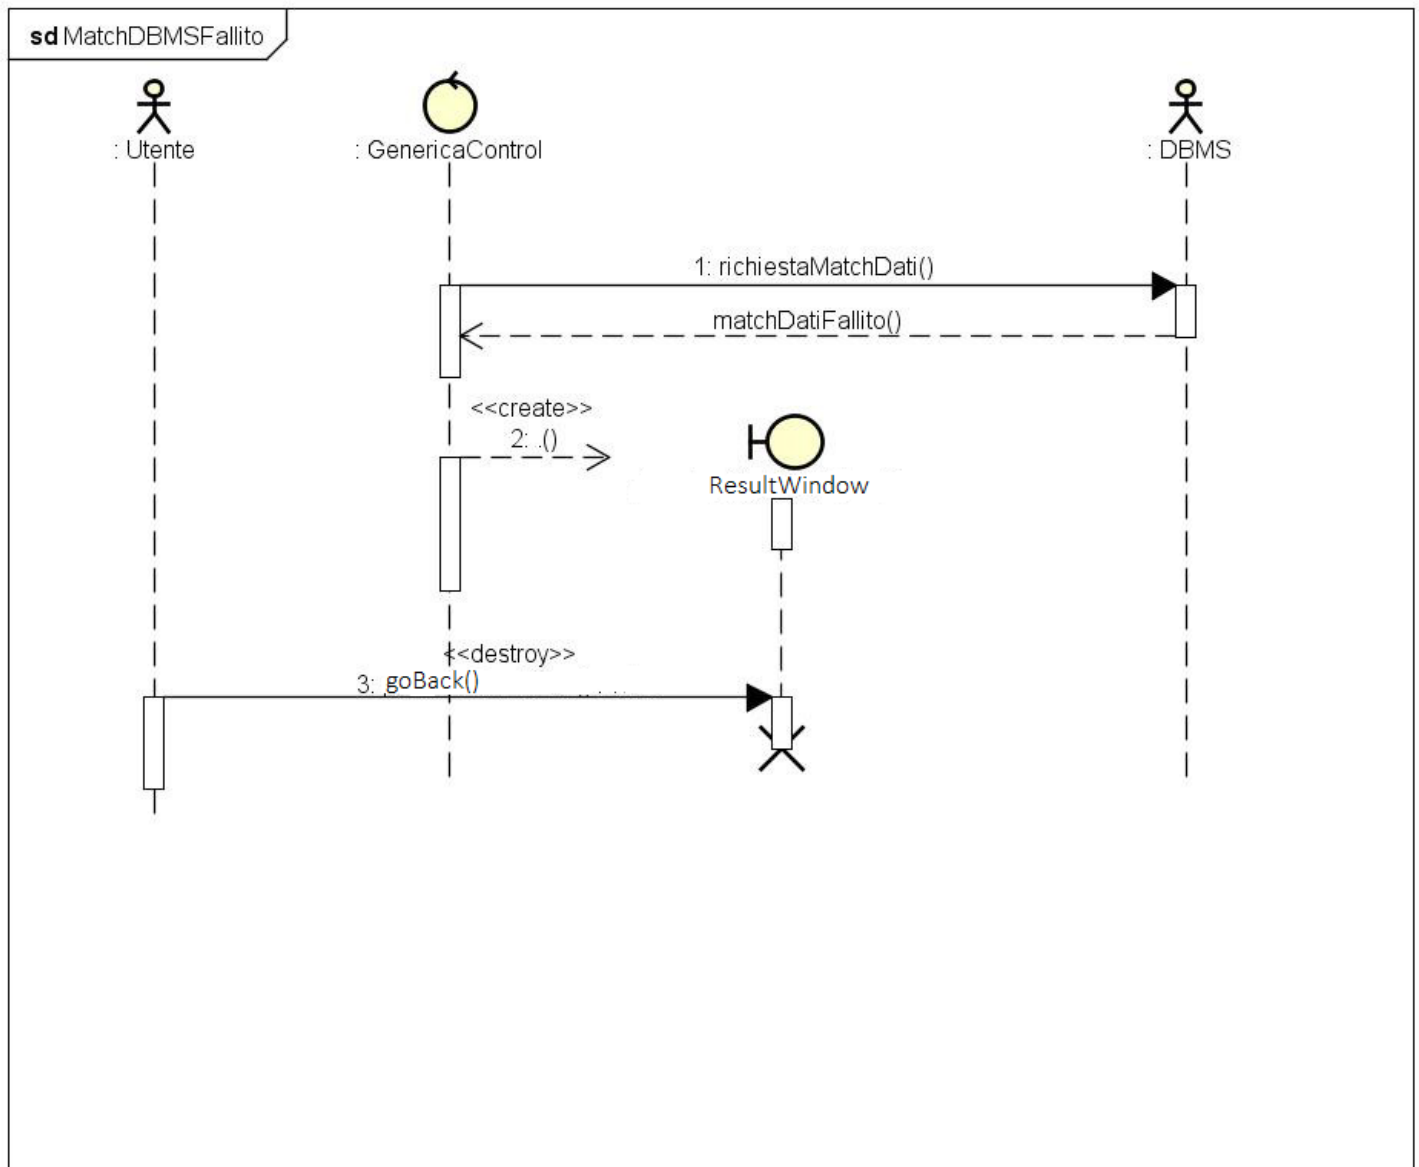 sd MatchDBMSFallito
: Utente
: GenericaControl
: DBMS
1: richiestaMatchDati()
matchDatiFallito()
<<create>>
2: .()
ResultWindow
<<destroy>>
3: goBack()